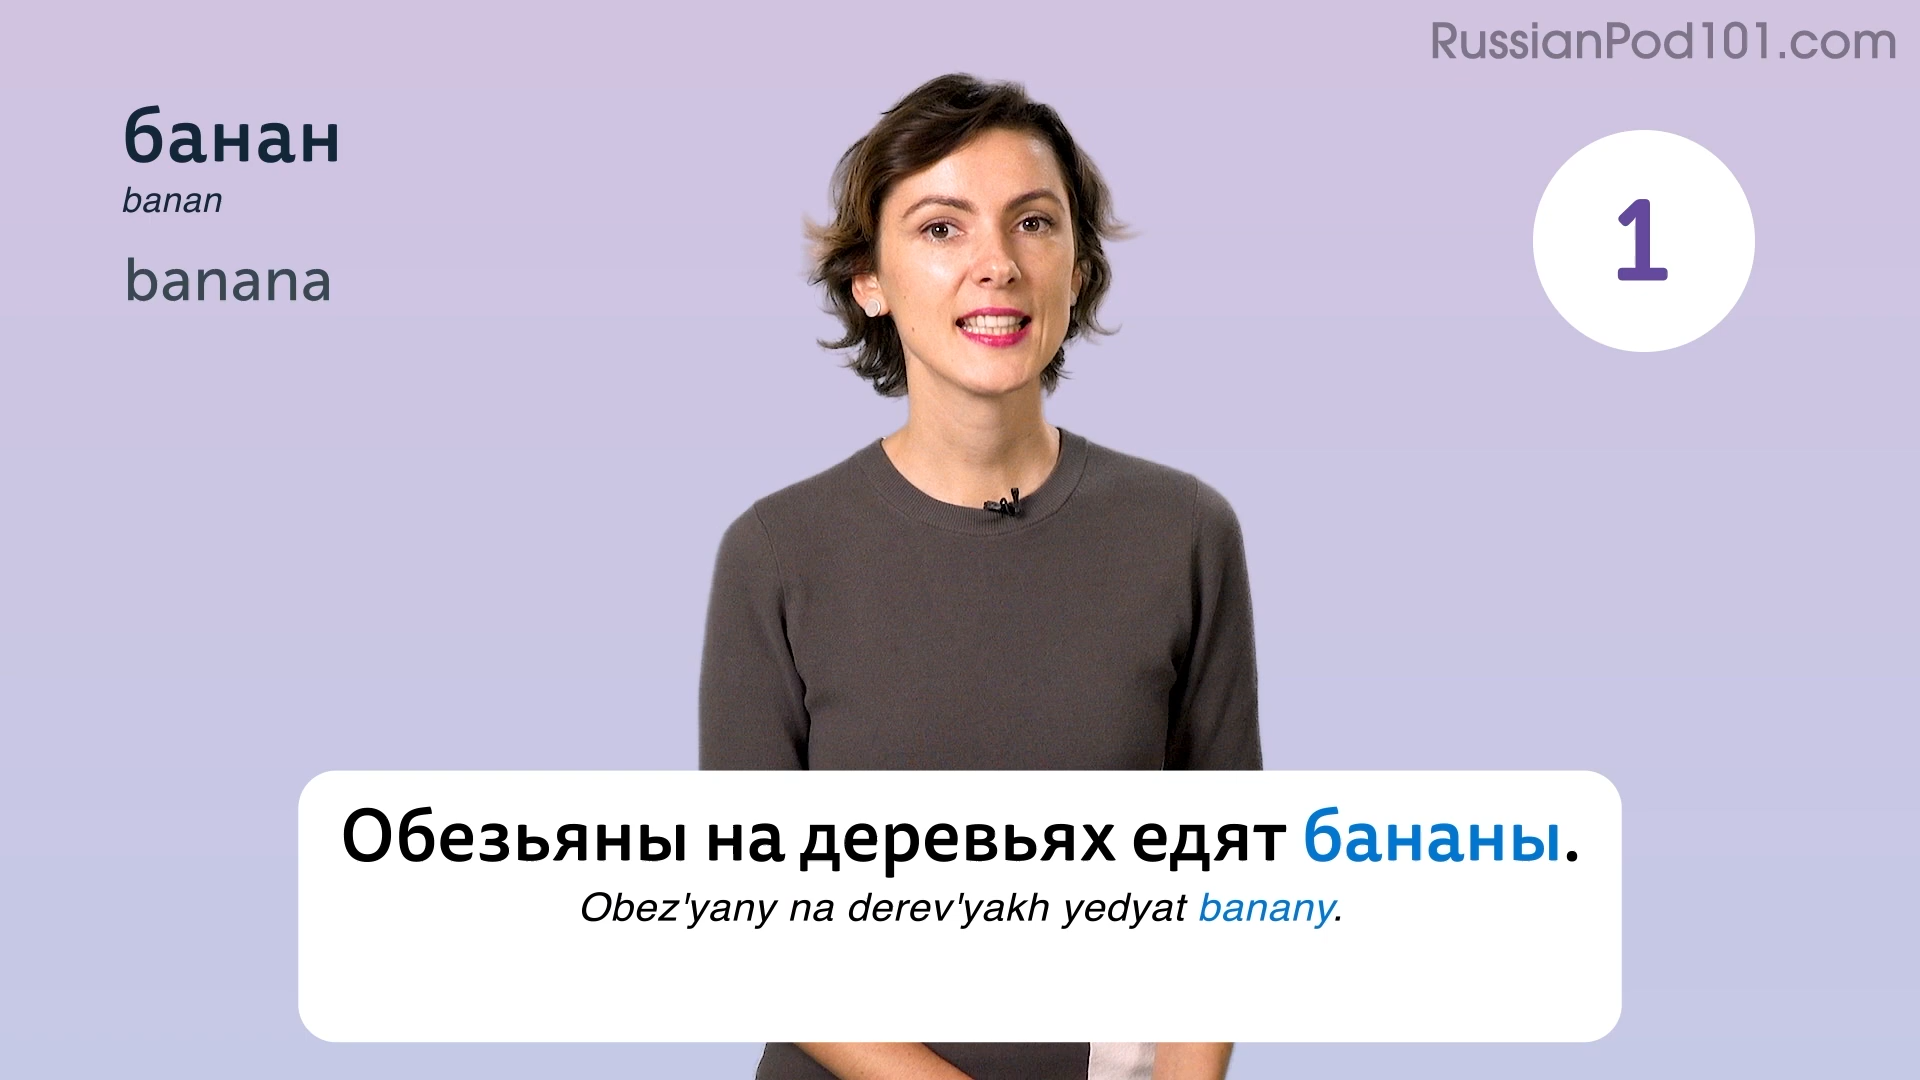 RussianPod101.com
банан
banan
banana
1
Обезьяны на деревьях едят бананы.
Obez'yany na derev'yakh yedyat banany.